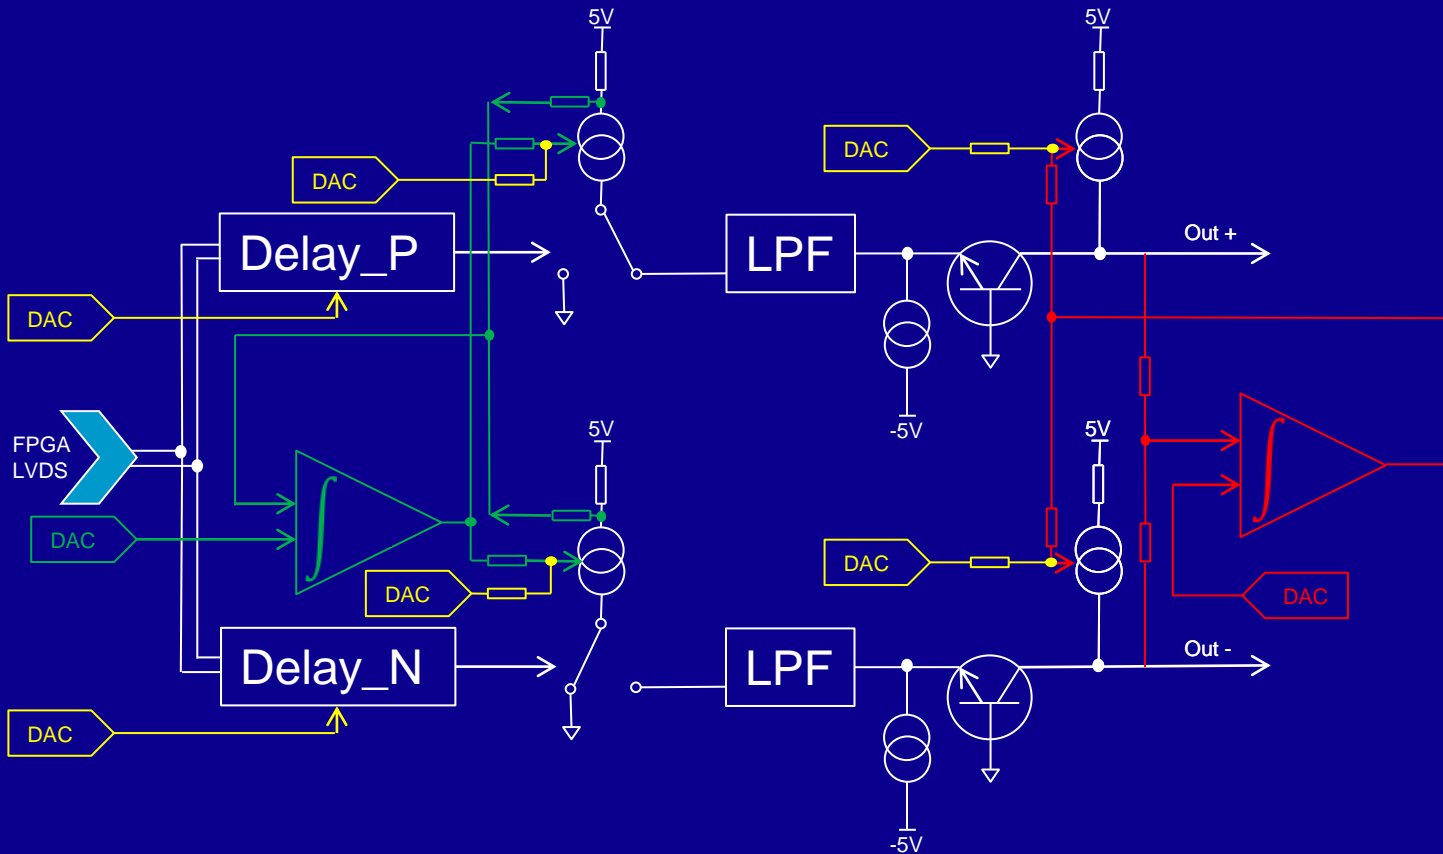 5V
5V
DAC
DAC
Delay_P
LPF
Out +
DAC
FPGA
LVDS
5V
-5V
5V
DAC
DAC
DAC
DAC
Delay_N
LPF
Out -
DAC
-5V